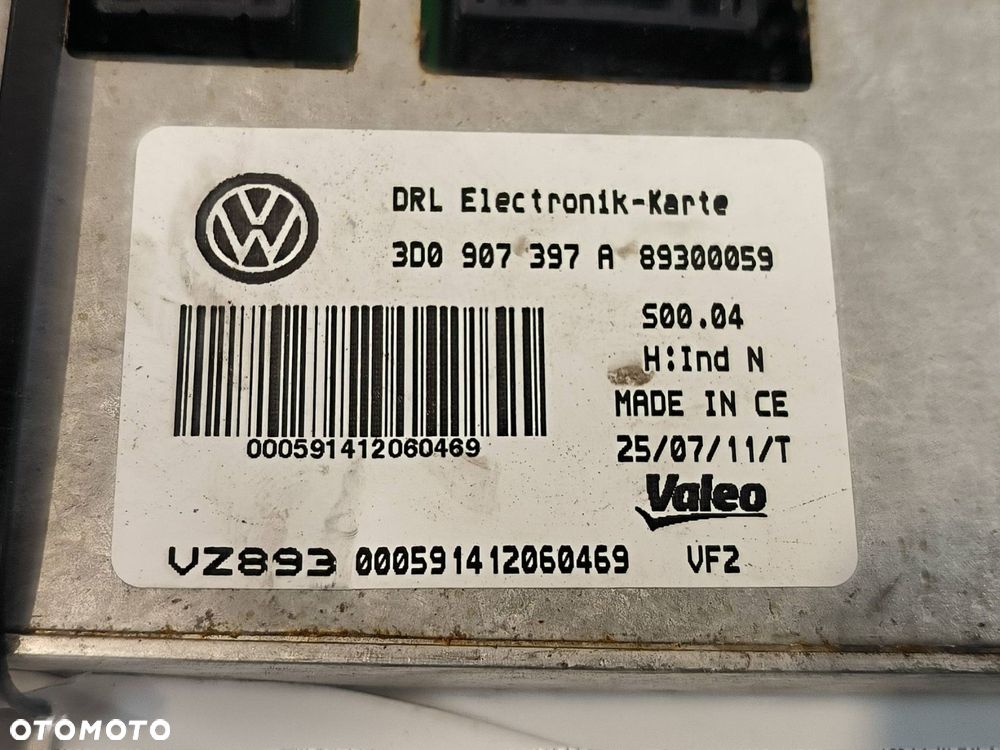 DRL Electronik-Karte
3D0 907 397 A 89300059
S00.04
H:Ind N
MADE IN CE
25/07/11/T
000591412060469
Valeo
VZ893 000591412060469 VF2
OTOMOTO